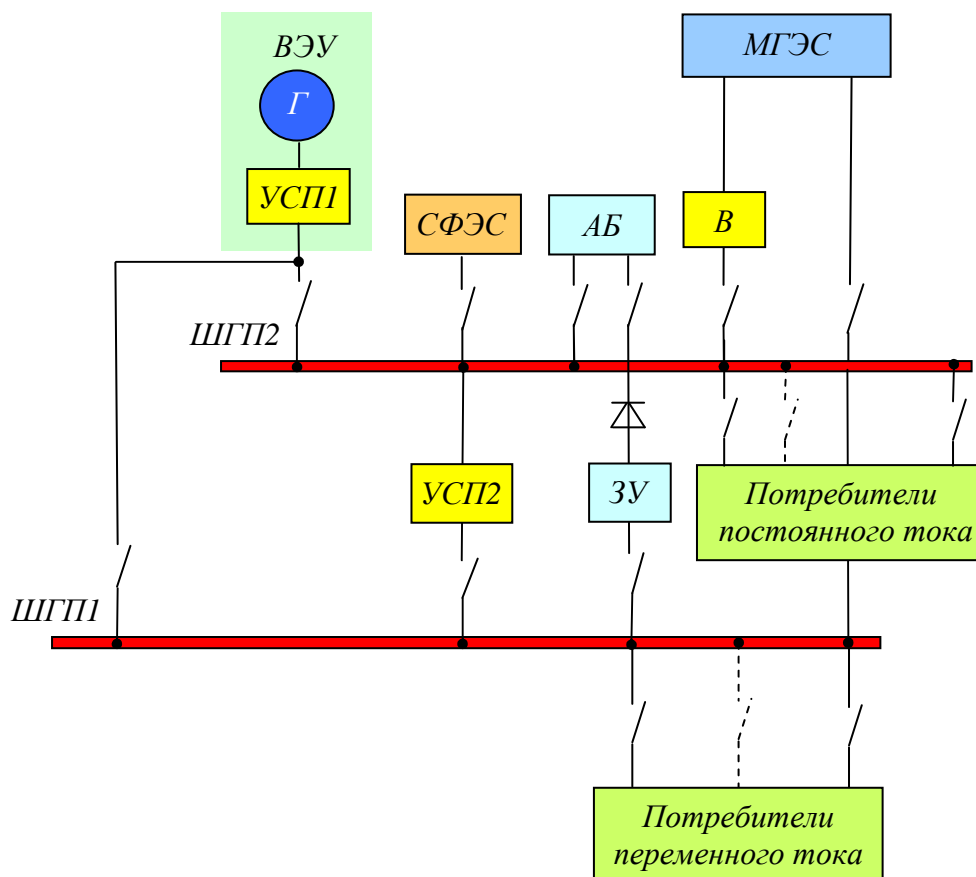 ВЭУ
МГЭС
Г
УСП1
СФЭС
АБ
В
ШГП2
УСП2
ЗУ
Потребители
постоянного тока
ШГП1
Потребители
переменного тока